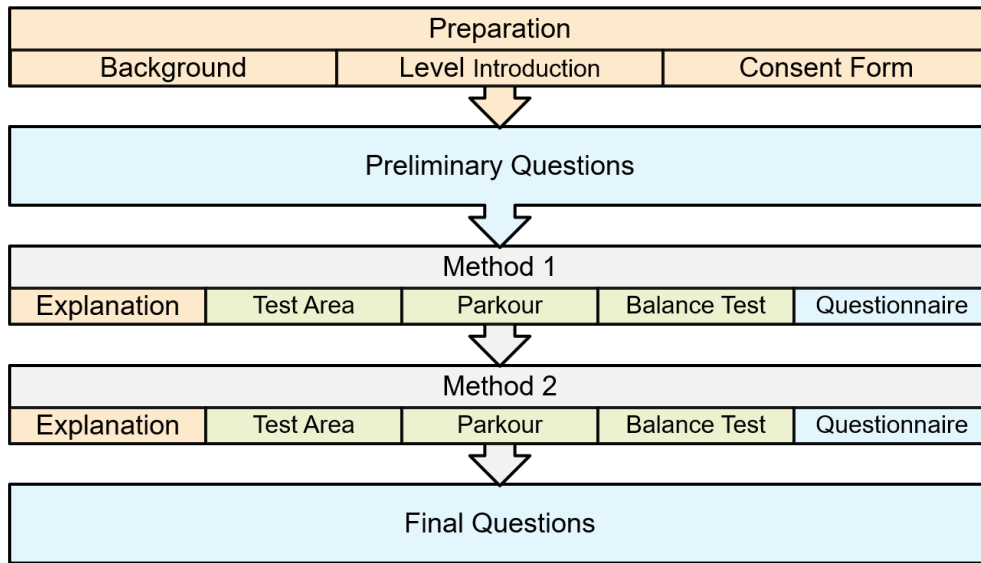 Preparation
Background Level Introduction Consent Form
Preliminary Questions
Method 1
Explanation Test Area Parkour Balance Test Questionnaire
Method 2
Explanation Test Area Parkour Balance Test Questionnaire
Final Questions